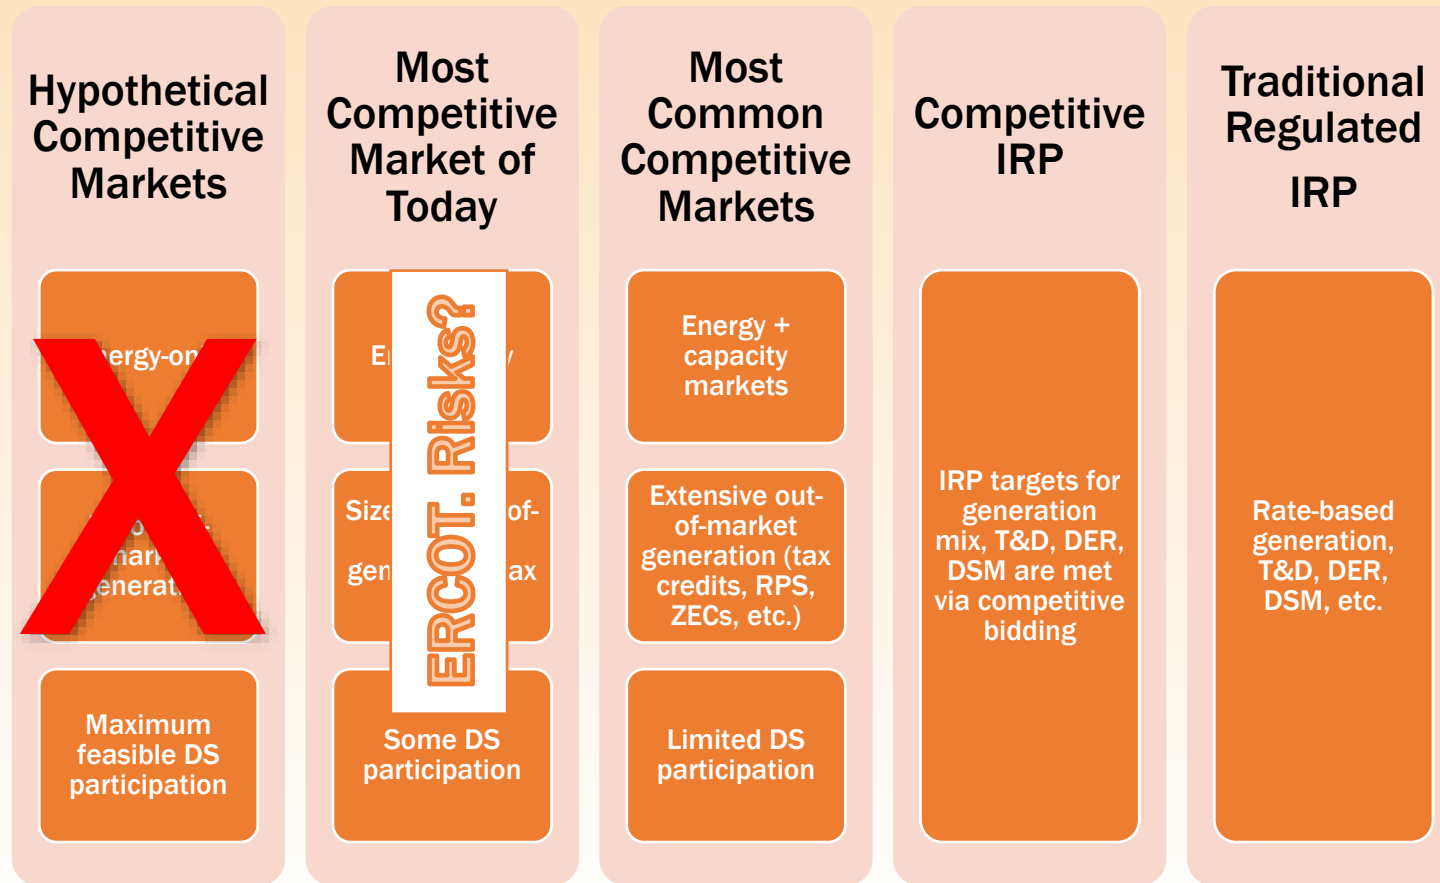 Hypothetical
Competitive
Markets
Most
Competitive
Market of
Today
Some DS
participation
ERCOT. Risks?
Maximum
feasible DS
participation
Most
Common
Competitive
Markets
Energy +
capacity
markets
Extensive out-
of-market
generation (tax
credits, RPS,
ZECs, etc.)
Limited DS
participation
Competitive
IRP
IRP targets for
generation
mix, T&D, DER,
DSM are met
via competitive
bidding
Traditional
Regulated
IRP
Rate-based
generation,
T&D, DER,
DSM, etc.